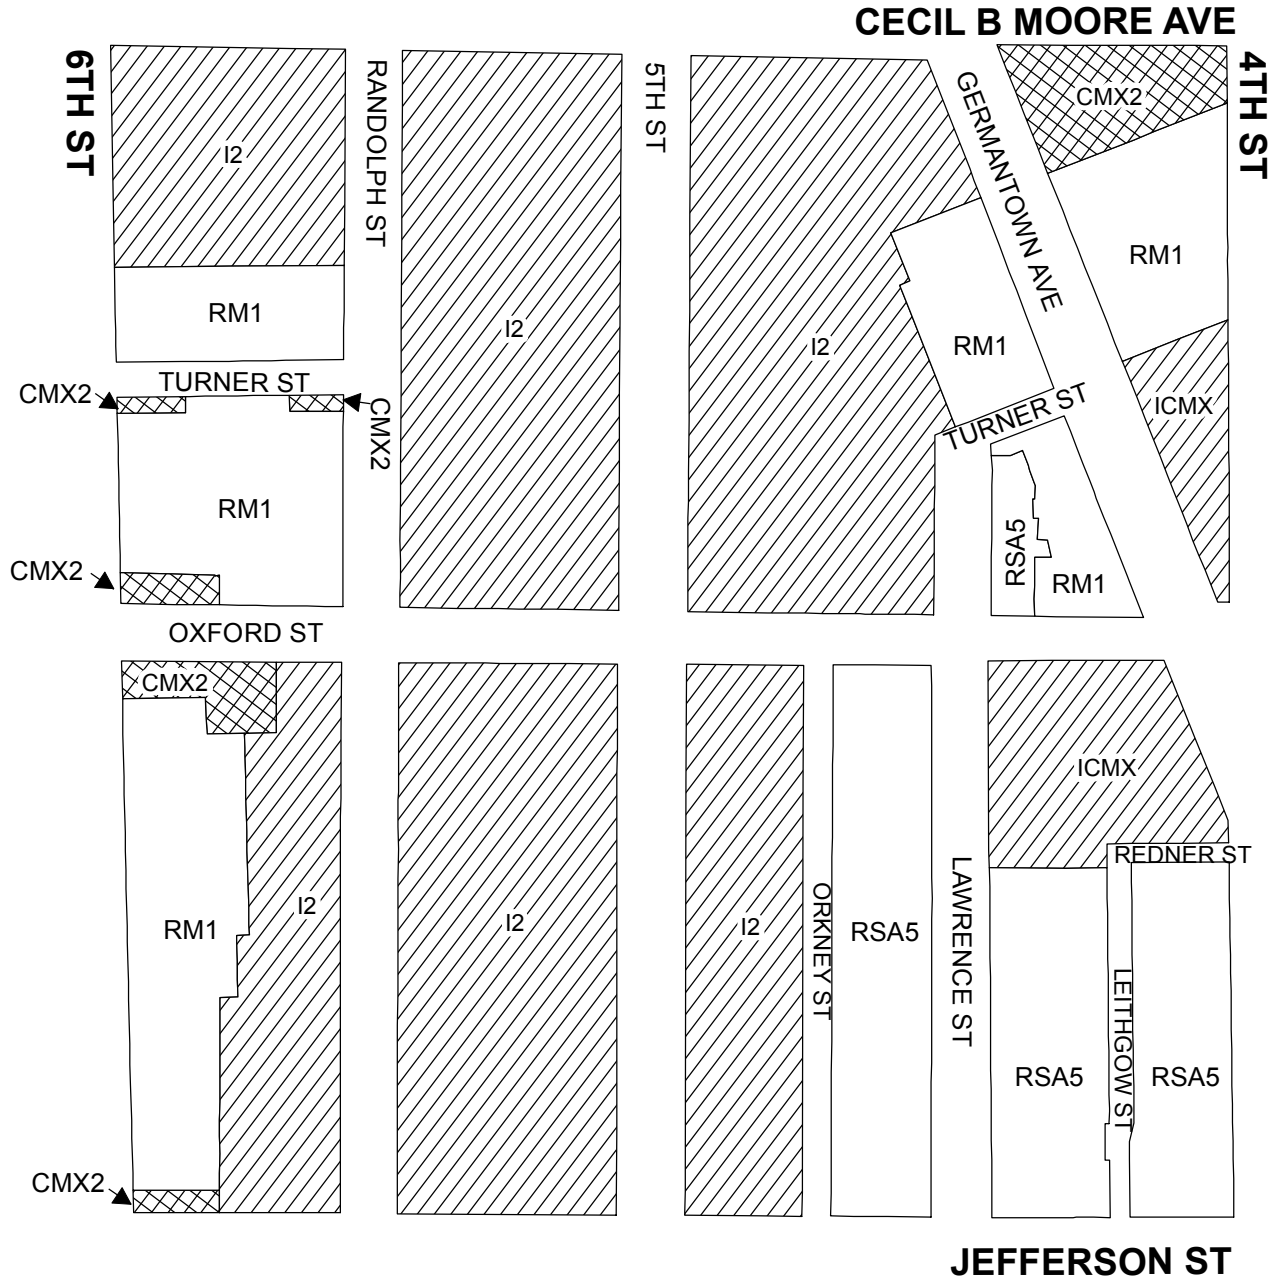 CECIL B MOORE AVE
6TH ST
RANDOLPH ST
5TH ST
GERMANTOWN AVE
4TH ST
CMX2
I2
RM1
RM1
I2
I2
RM1
TURNER ST
CMX2
CMX2
ICMX
TURNER ST
RM1
RSA5
RM1
CMX2
OXFORD ST
CMX2
ICMX
REDNER ST
RM1
I2
I2
I2
ORKNEY ST
RSA5
LAWRENCE ST
RSA5
LEITHGOW ST
RSA5
CMX2
JEFFERSON ST